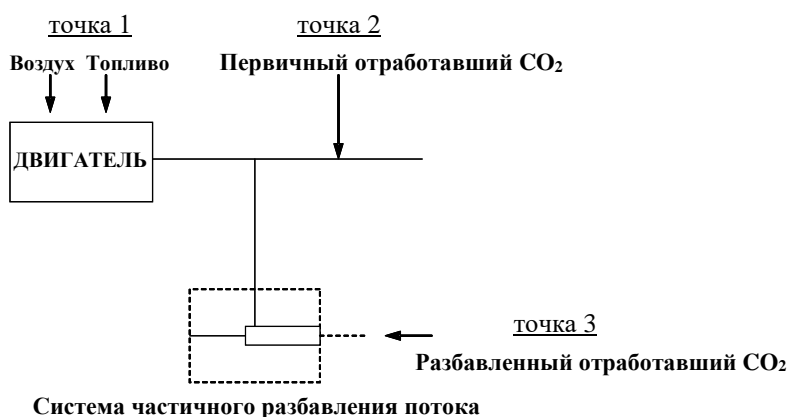 точка 1
точка 2
Воздух Топливо
Первичный отработавший CO₂
ДВИГАТЕЛЬ
точка 3
Разбавленный отработавший CO₂
Система частичного разбавления потока